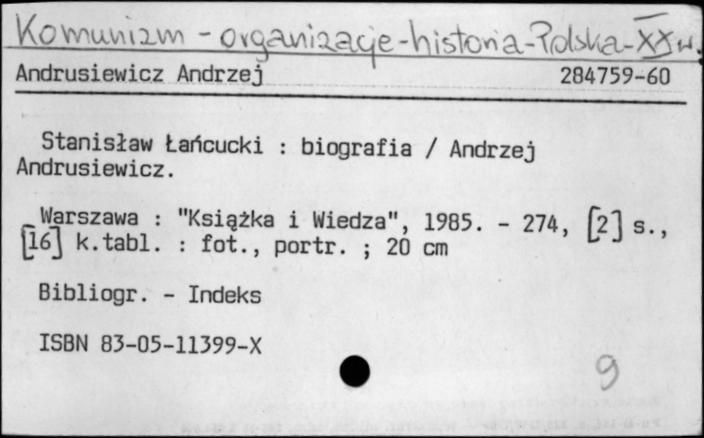 Komunizm - organizacje - historia - Polska - XX w.
Andrusiewicz Andrzej 284759-60
Stanisław Łańcucki : biografia / Andrzej
Andrusiewicz.
Warszawa : "Książka i Wiedza", 1985. - 274, [2] s.,
[16] k.tabl. : fot., portr. ; 20 cm
Bibliogr. - Indeks
ISBN 83-05-11399-X
9